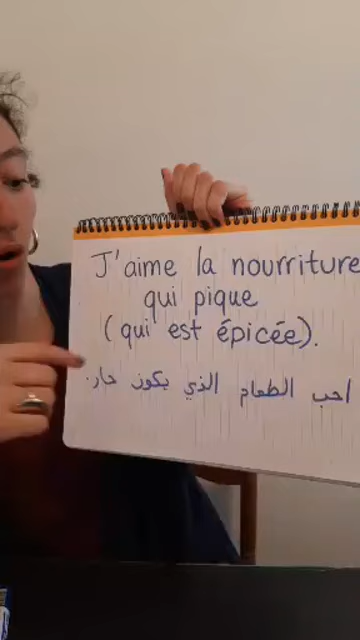 J'aime la nourriture
qui pique
(qui est épicée).
احب الطعام الذي يكون حار.